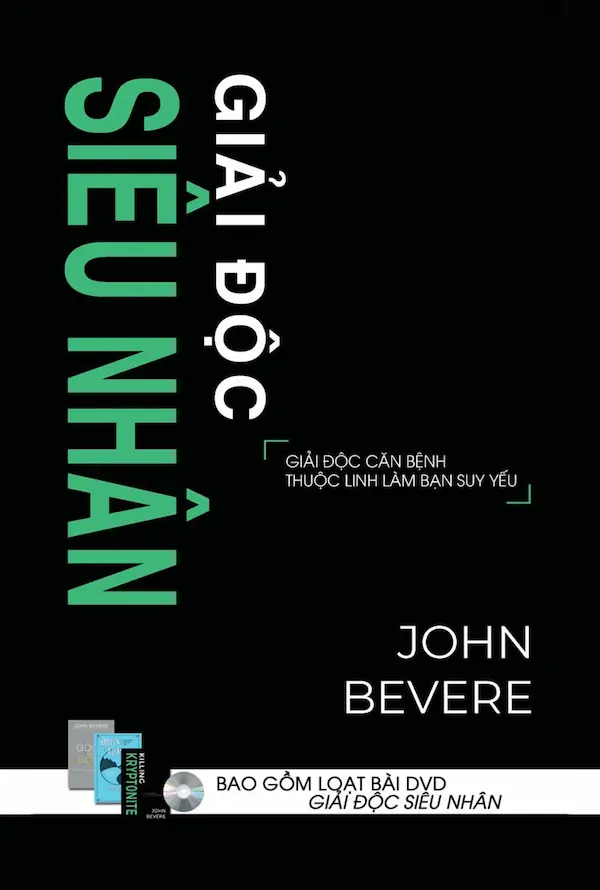 GIẢI ĐỘC
SIÊU NHÂN
GIẢI ĐỘC CĂN BỆNH
THUỘC LINH LÀM BẠN SUY YẾU
JOHN
BEVERE
JOHN BEVERE
KILLING
KRYPTONITE
JOHN
BEVERE
BAO GỒM LOẠT BÀI DVD
GIẢI ĐỘC SIÊU NHÂN